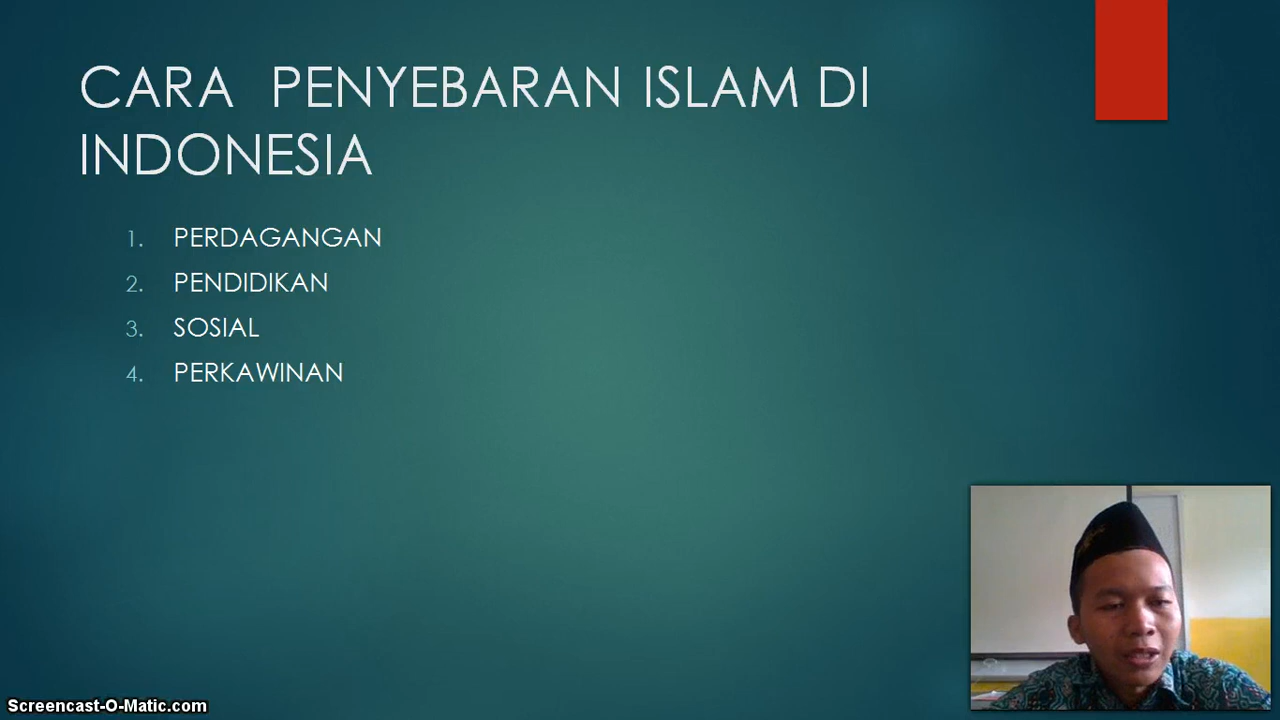 CARA PENYEBARAN ISLAM DI
INDONESIA
1. PERDAGANGAN
2. PENDIDIKAN
3. SOSIAL
4. PERKAWINAN
Screencast-O-Matic.com